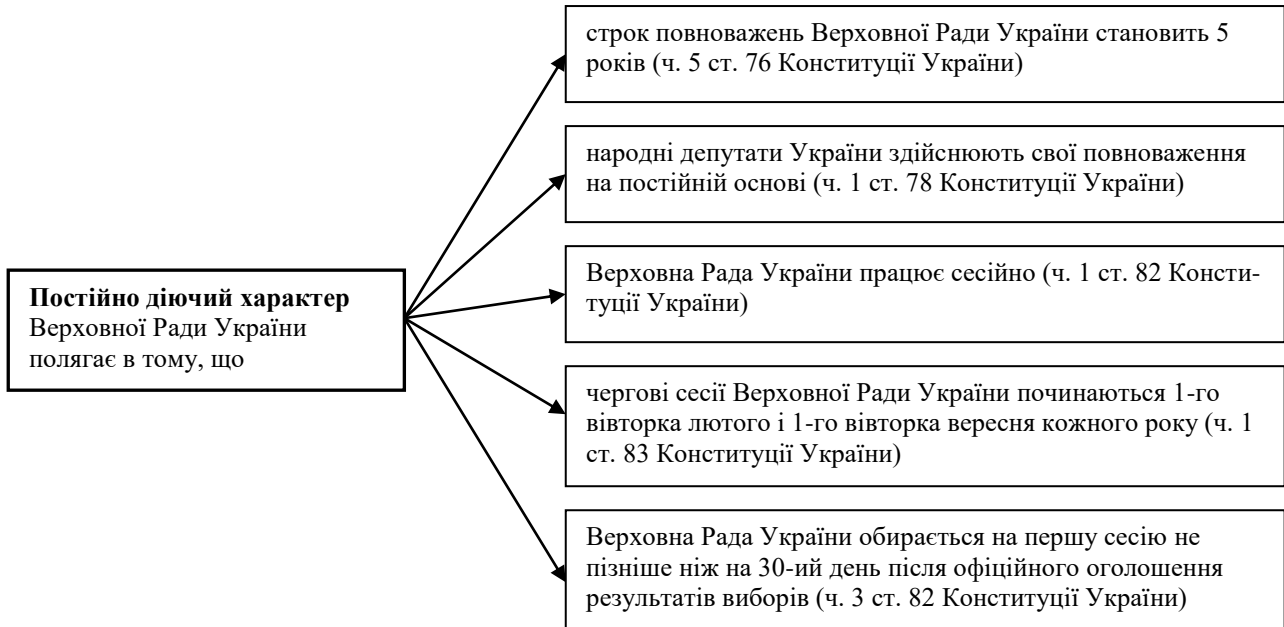 строк повноважень Верховної Ради України становить 5
років (ч. 5 ст. 76 Конституції України)
народні депутати України здійснюють свої повноваження
на постійній основі (ч. 1 ст. 78 Конституції України)
Постійно діючий характер
Верховної Ради України
полягає в тому, що
Верховна Рада України працює сесійно (ч. 1 ст. 82 Консти-
туції України)
чергові сесії Верховної Ради України починаються 1-го
вівторка лютого і 1-го вівторка вересня кожного року (ч. 1
ст. 83 Конституції України)
Верховна Рада України обирається на першу сесію не
пізніше ніж на 30-ий день після офіційного оголошення
результатів виборів (ч. 3 ст. 82 Конституції України)